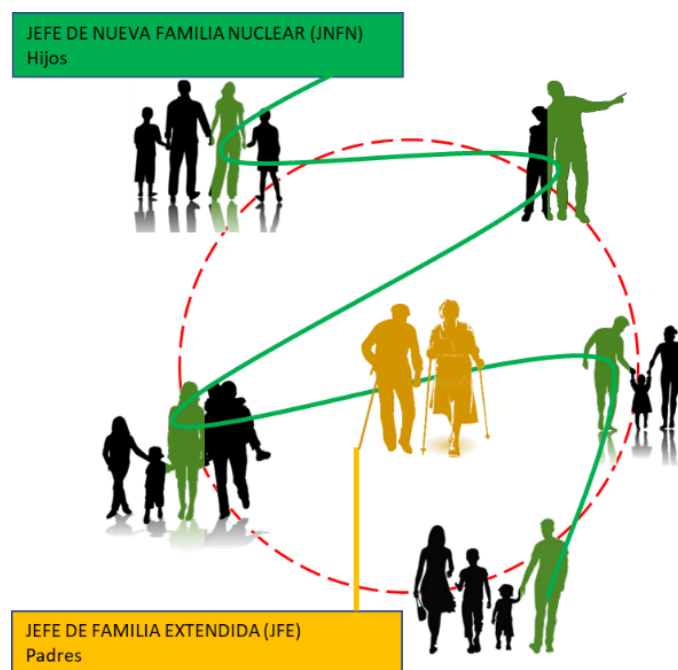 JEFE DE NUEVA FAMILIA NUCLEAR (JNFN)
Hijos
JEFE DE FAMILIA EXTENDIDA (JFE)
Padres